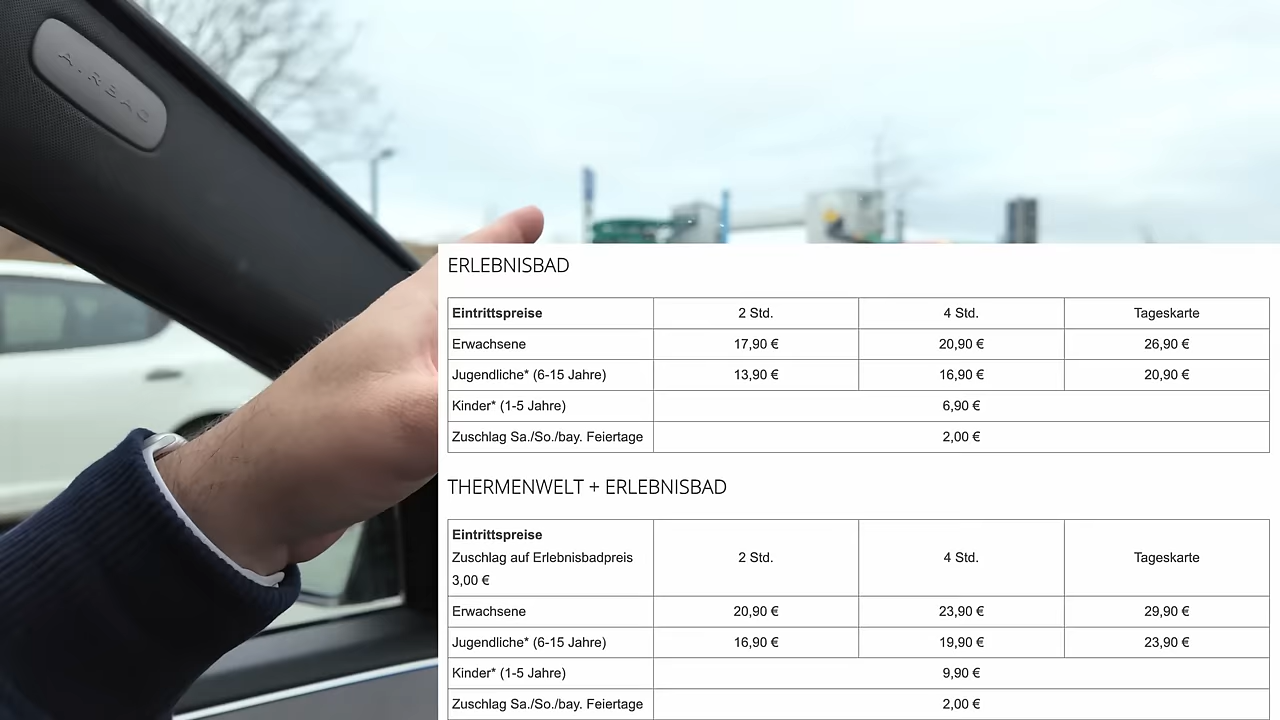 AIRBAG
ERLEBNISBAD
Eintrittspreise 2 Std. 4 Std. Tageskarte
Erwachsene 17,90 € 20,90 € 26,90 €
Jugendliche* (6-15 Jahre) 13,90 € 16,90 € 20,90 €
Kinder* (1-5 Jahre) 6,90 €
Zuschlag Sa./So./bay. Feiertage 2,00 €
THERMENWELT + ERLEBNISBAD
Eintrittspreise
Zuschlag auf Erlebnisbadpreis 2 Std. 4 Std. Tageskarte
3,00 €
Erwachsene 20,90 € 23,90 € 29,90 €
Jugendliche* (6-15 Jahre) 16,90 € 19,90 € 23,90 €
Kinder* (1-5 Jahre) 9,90 €
Zuschlag Sa./So./bay. Feiertage 2,00 €